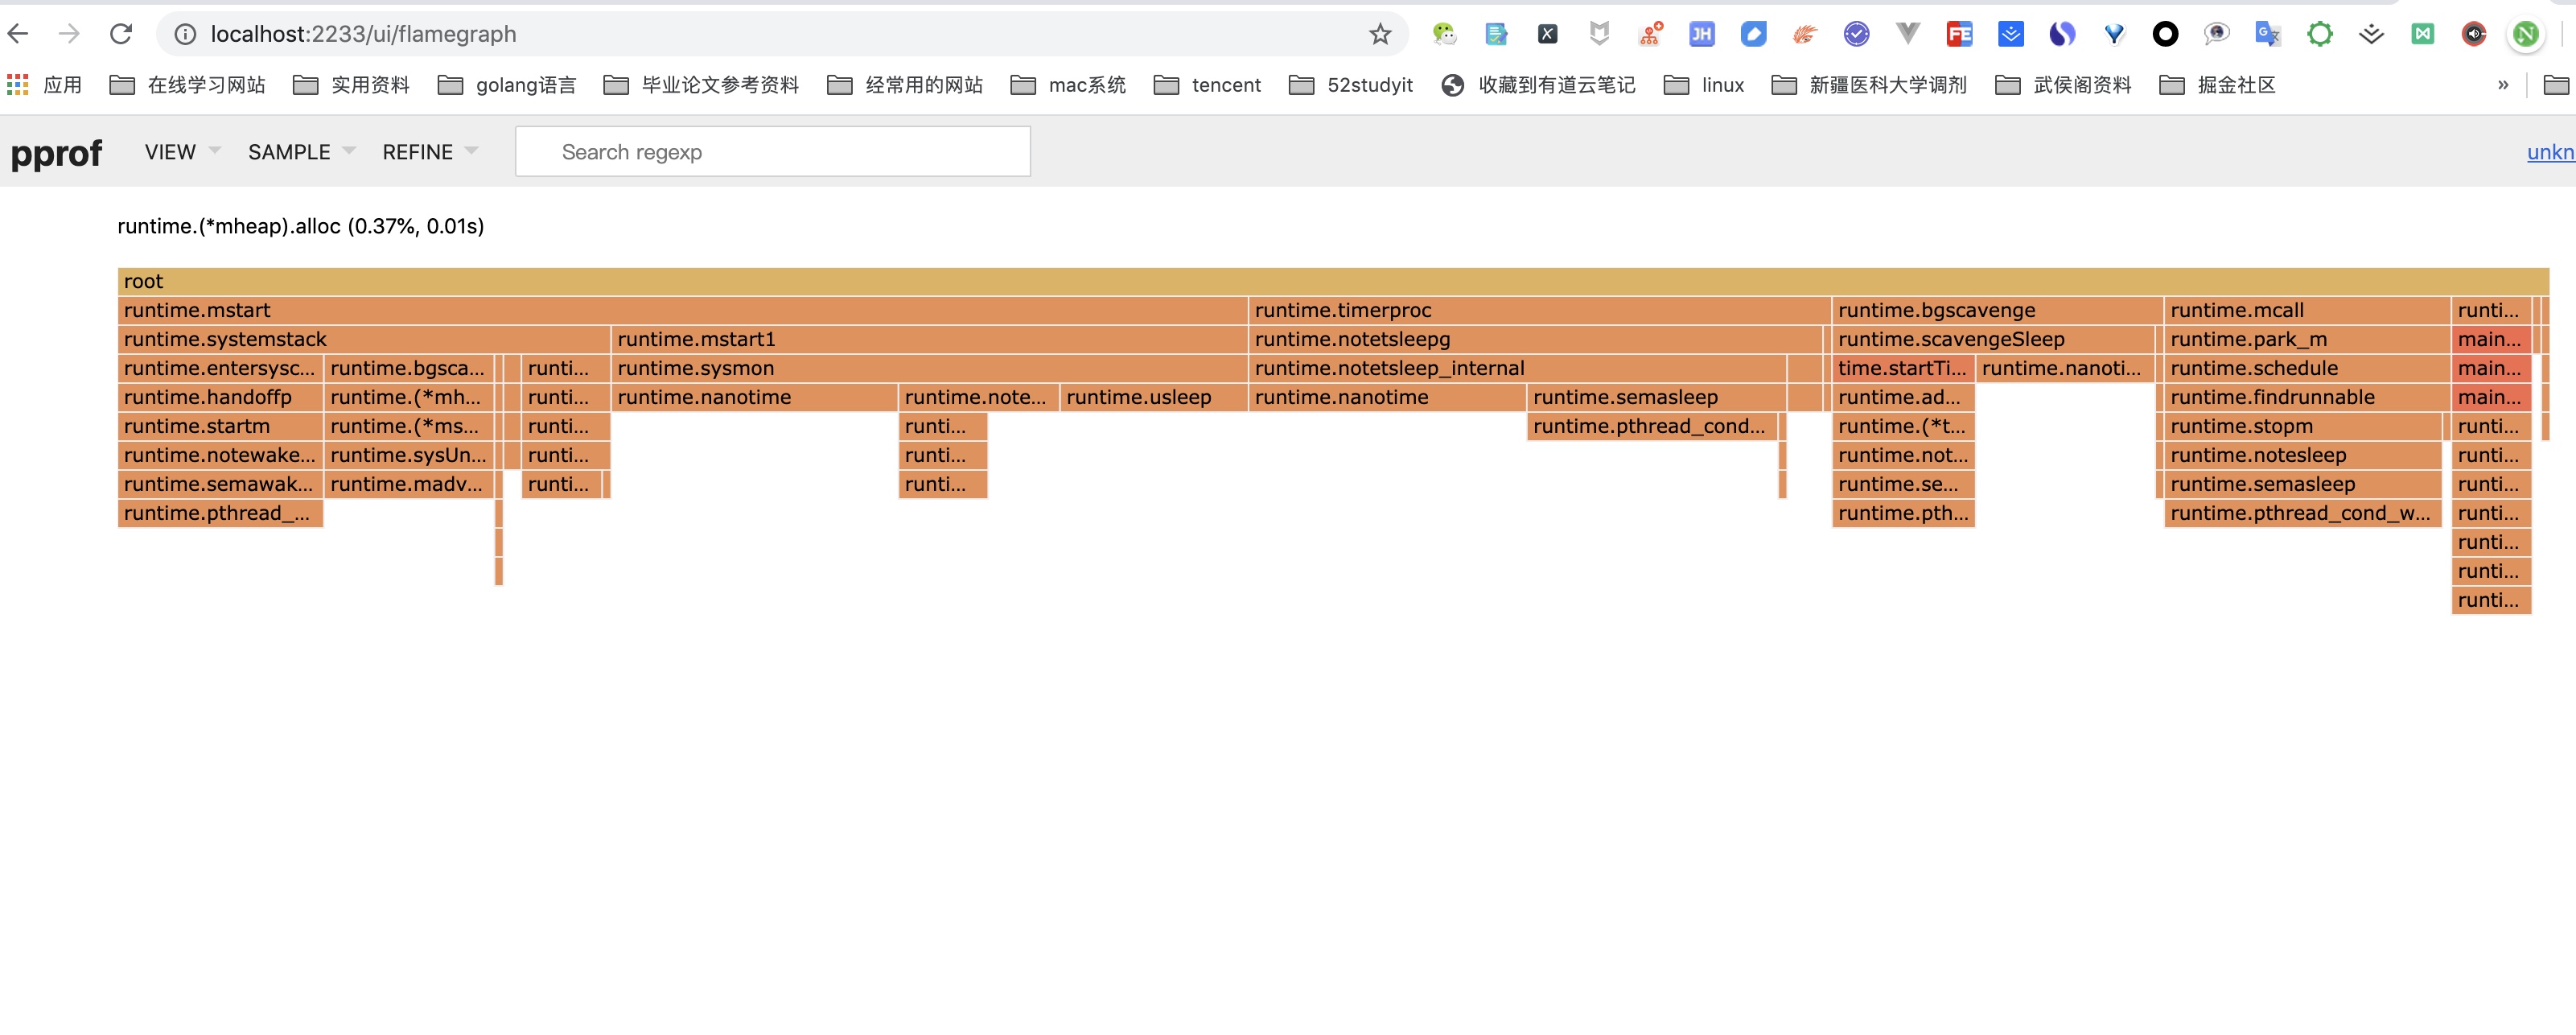 localhost:2233/ui/flamegraph
应用 在线学习网站 实用资料 golang语言 毕业论文参考资料 经常用的网站 mac系统 tencent 52studyit 收藏到有道云笔记 linux 新疆医科大学调剂 武侯阁资料 掘金社区 »
pprof VIEW SAMPLE REFINE Search regexp unkn
runtime.(*mheap).alloc (0.37%, 0.01s)
root
runtime.mstart runtime.timerproc runtime.bgscavenge runtime.mcall runti...
runtime.systemstack runtime.mstart1 runtime.notetsleepg runtime.scavengeSleep runtime.park_m main...
runtime.entersysc... runtime.bgsca... runti... runtime.sysmon runtime.notetsleep_internal time.startTi... runtime.nanoti... runtime.schedule main...
runtime.handoffp runtime.(*mh... runti... runtime.nanotime runtime.note... runtime.usleep runtime.nanotime runtime.semasleep runtime.ad... runtime.findrunnable main...
runtime.startm runtime.(*ms... runti... runti... runtime.pthread_cond... runtime.(*t... runtime.stopm runti...
runtime.notewake... runtime.sysUn... runti... runti... runtime.not... runtime.notesleep runti...
runtime.semawak... runtime.madv... runti... runti... runtime.se... runtime.semasleep runti...
runtime.pthread_... runtime.pth... runtime.pthread_cond_w... runti...
runti...
runti...
runti...